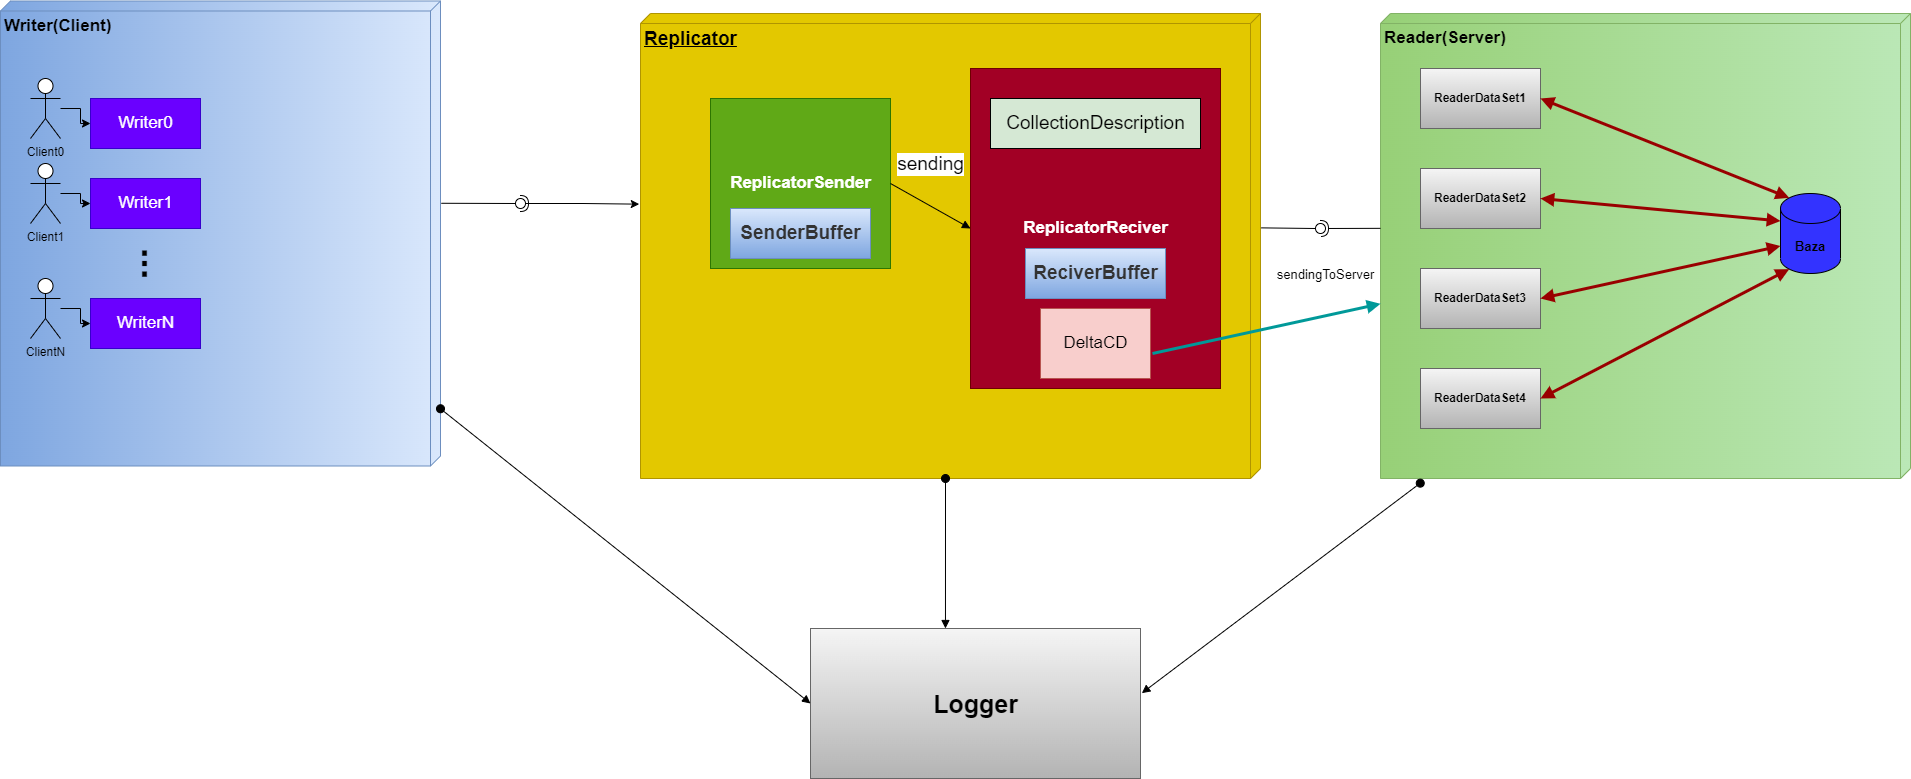 Writer(Client)
Client0
Writer0
Client1
Writer1
ClientN
WriterN
Replicator
ReplicatorSender
SenderBuffer
sending
CollectionDescription
ReplicatorReciver
ReciverBuffer
DeltaCD
sendingToServer
Reader(Server)
ReaderDataSet1
ReaderDataSet2
ReaderDataSet3
ReaderDataSet4
Baza
Logger